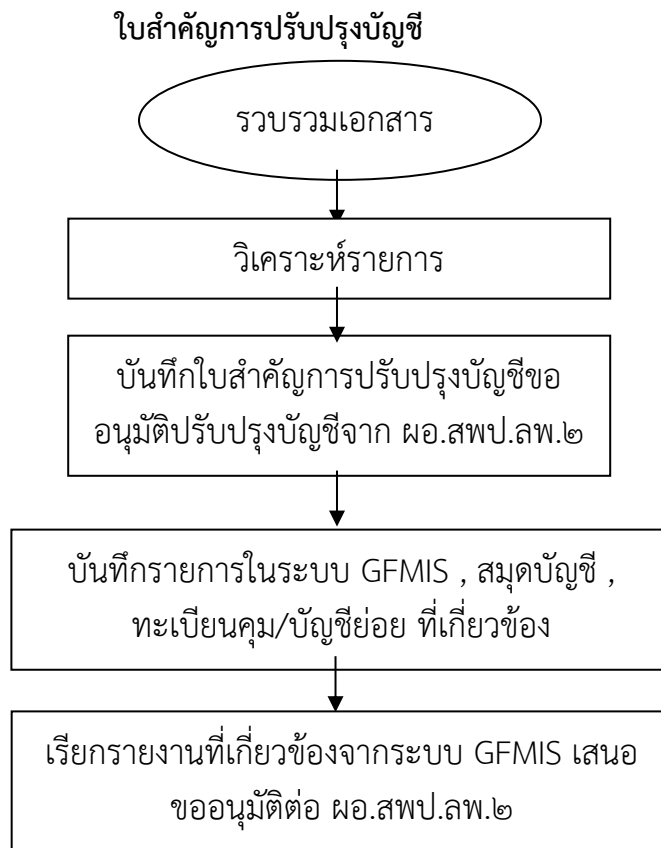 ใบสำคัญการปรับปรุงบัญชี
รวบรวมเอกสาร
วิเคราะห์รายการ
บันทึกใบสำคัญการปรับปรุงบัญชีขอ
อนุมัติปรับปรุงบัญชีจาก ผอ.สพป.ลพ.๒
บันทึกรายการในระบบ GFMIS , สมุดบัญชี ,
ทะเบียนคุม/บัญชีย่อย ที่เกี่ยวข้อง
เรียกรายงานที่เกี่ยวข้องจากระบบ GFMIS เสนอ
ขออนุมัติต่อ ผอ.สพป.ลพ.๒